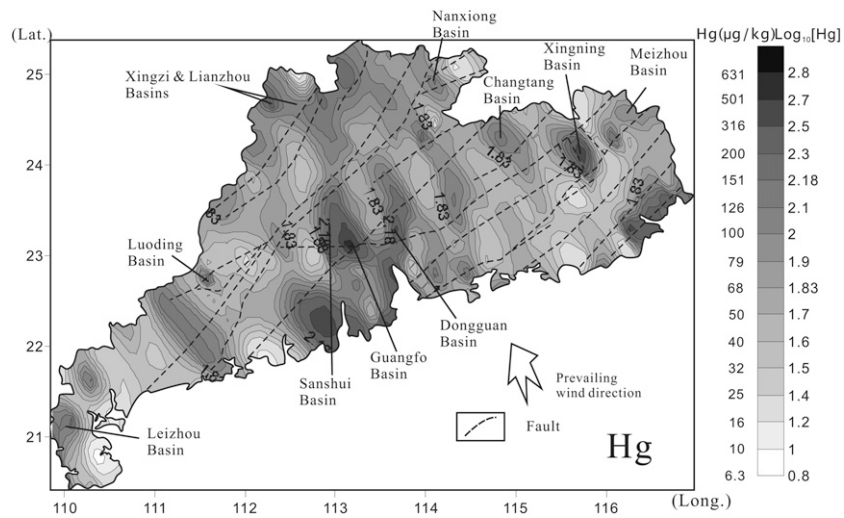 (Lat.)
25
24
23
22
21
110
111
112
113
114
115
116
(Long.)
Nanxiong
Basin
Xingzi & Lianzhou
Basins
Changtang
Basin
Xingning
Basin
Meizhou
Basin
Luoding
Basin
Leizhou
Basin
Sanshui
Basin
Guangfo
Basin
Dongguan
Basin
1.83
1.83
1.83
1.83
1.83
1.83
2.18
2.18
Prevailing
wind direction
Fault
Hg
Hg(μg/kg)
Log₁₀[Hg]
631
2.8
501
2.7
316
2.5
200
2.3
151
2.18
126
2.1
100
2
79
1.9
68
1.83
50
1.7
40
1.6
32
1.5
25
1.4
16
1.2
10
1
6.3
0.8